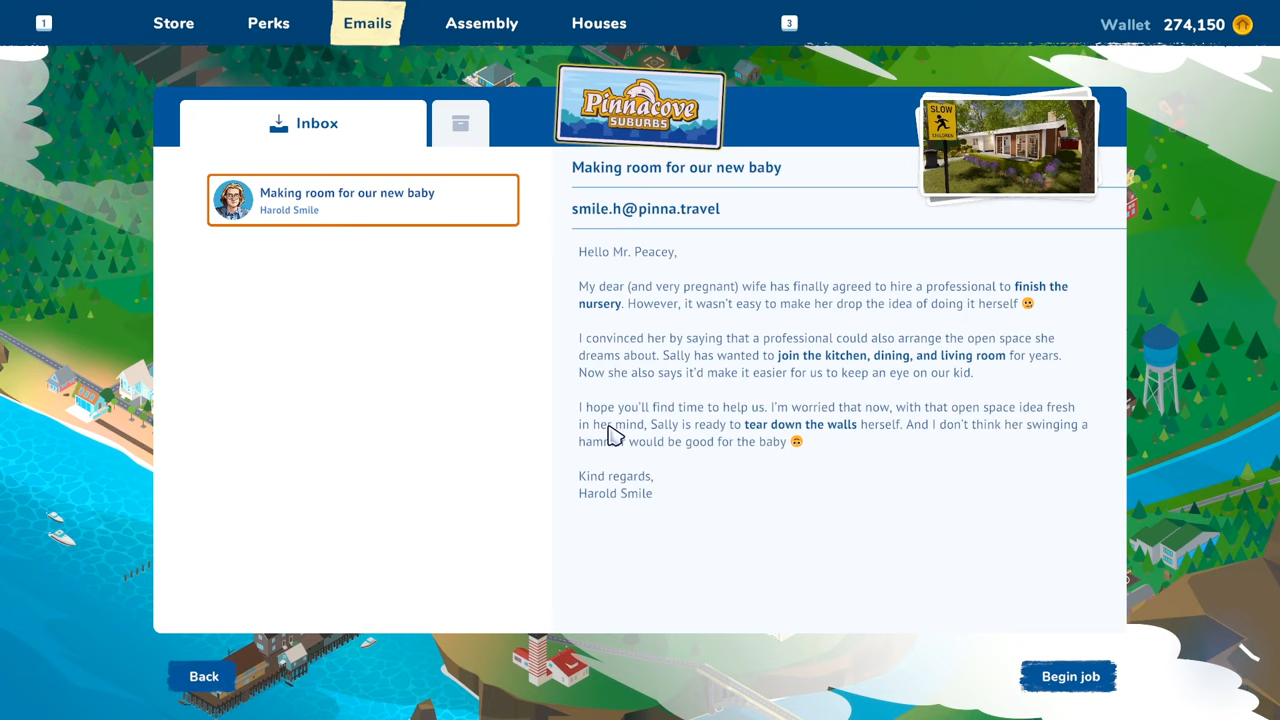 1
Store
Perks
Emails
Assembly
Houses
3
Wallet 274,150
Inbox
Pinnacove
SUBURBS
SLOW
CHILDREN
Making room for our new baby
Harold Smile
Making room for our new baby
smile.h@pinna.travel
Hello Mr. Peacey,
My dear (and very pregnant) wife has finally agreed to hire a professional to finish the
nursery. However, it wasn't easy to make her drop the idea of doing it herself
I convinced her by saying that a professional could also arrange the open space she
dreams about. Sally has wanted to join the kitchen, dining, and living room for years.
Now she also says it'd make it easier for us to keep an eye on our kid.
I hope you'll find time to help us. I'm worried that now, with that open space idea fresh
in her mind, Sally is ready to tear down the walls herself. And I don't think her swinging a
hammer would be good for the baby 🙃
Kind regards,
Harold Smile
Back
Begin job